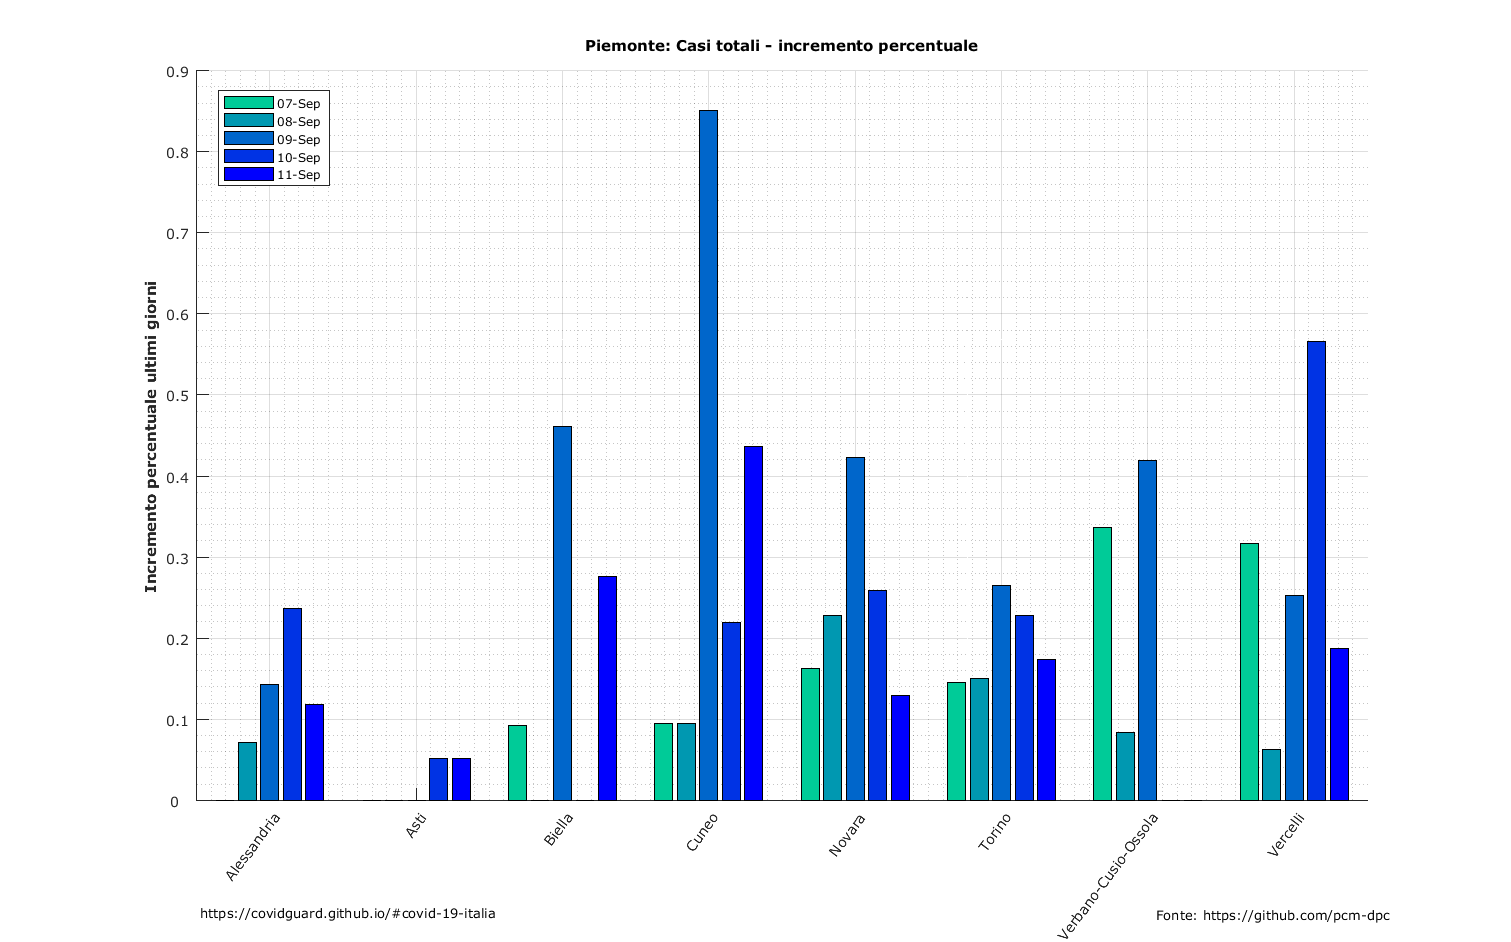 Piemonte: Casi totali - incremento percentuale
Incremento percentuale ultimi giorni
0.9
0.8
0.7
0.6
0.5
0.4
0.3
0.2
0.1
0
07-Sep
08-Sep
09-Sep
10-Sep
11-Sep
Alessandria
Asti
Biella
Cuneo
Novara
Torino
Verbano-Cusio-Ossola
Vercelli
https://covidguard.github.io/#covid-19-italia
Fonte: https://github.com/pcm-dpc